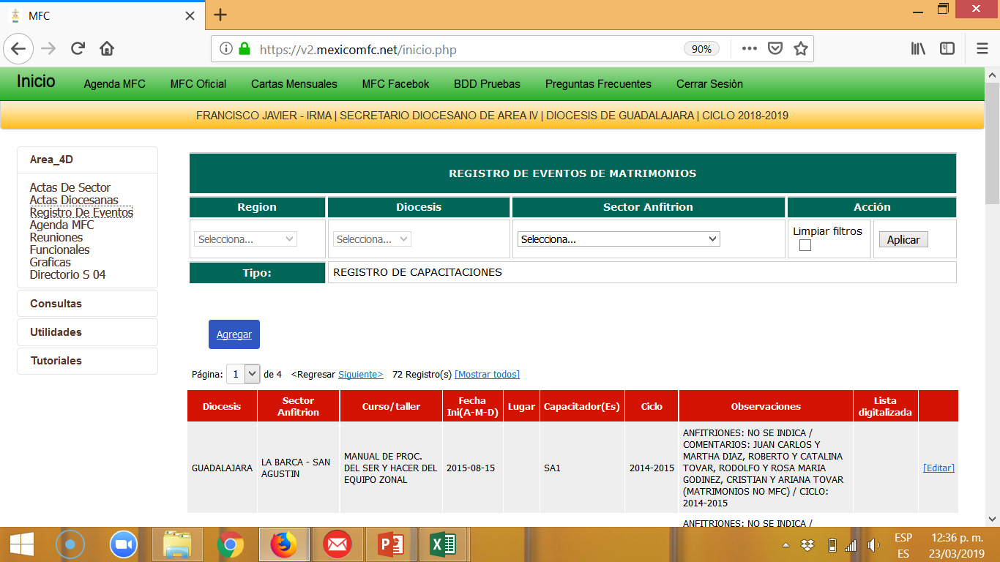 MFC
https://v2.mexicomfc.net/inicio.php
90%
Inicio
Agenda MFC
MFC Oficial
Cartas Mensuales
MFC Facebok
BDD Pruebas
Preguntas Frecuentes
Cerrar Sesiòn
FRANCISCO JAVIER - IRMA | SECRETARIO DIOCESANO DE AREA IV | DIOCESIS DE GUADALAJARA | CICLO 2018-2019
Area_4D
Actas De Sector
Actas Diocesanas
Registro De Eventos
Agenda MFC
Reuniones
Funcionales
Graficas
Directorio S 04
Consultas
Utilidades
Tutoriales
REGISTRO DE EVENTOS DE MATRIMONIOS
Region
Diocesis
Sector Anfitrion
Acción
Selecciona...
Selecciona...
Selecciona...
Limpiar filtros
Aplicar
Tipo:
REGISTRO DE CAPACITACIONES
Agregar
Página: 1 de 4 <Regresar Siguiente> 72 Registro(s) [Mostrar todos]
Diocesis
Sector
Anfitrion
Curso/taller
Fecha
Ini(A-M-D)
Lugar
Capacitador(Es)
Ciclo
Observaciones
Lista
digitalizada
GUADALAJARA
LA BARCA - SAN
AGUSTIN
MANUAL DE PROC.
DEL SER Y HACER DEL
EQUIPO ZONAL
2015-08-15
SA1
2014-2015
ANFITRIONES: NO SE INDICA /
COMENTARIOS: JUAN CARLOS Y
MARTHA DIAZ, ROBERTO Y CATALINA
TOVAR, RODOLFO Y ROSA MARIA
GODINEZ, CRISTIAN Y ARIANA TOVAR
(MATRIMONIOS NO MFC) / CICLO:
2014-2015
[Editar]
ANFITRIONES: NO SE INDICA /
ESP
ES
12:36 p. m.
23/03/2019